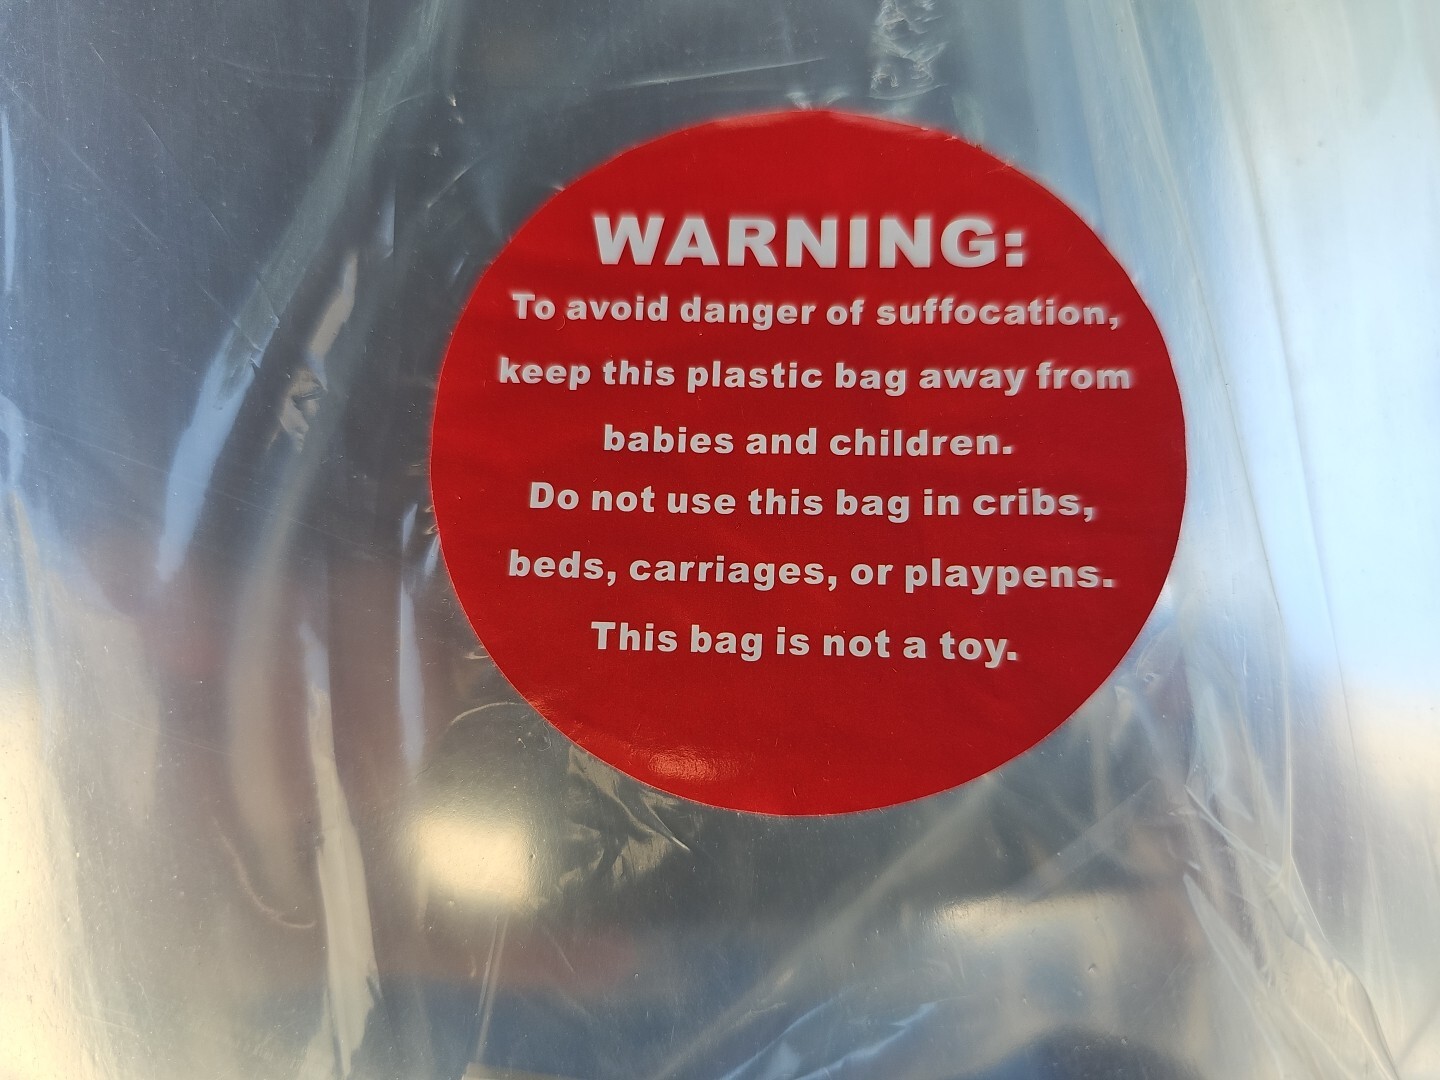 WARNING:
To avoid danger of suffocation,
keep this plastic bag away from
babies and children.
Do not use this bag in cribs,
beds, carriages, or playpens.
This bag is not a toy.